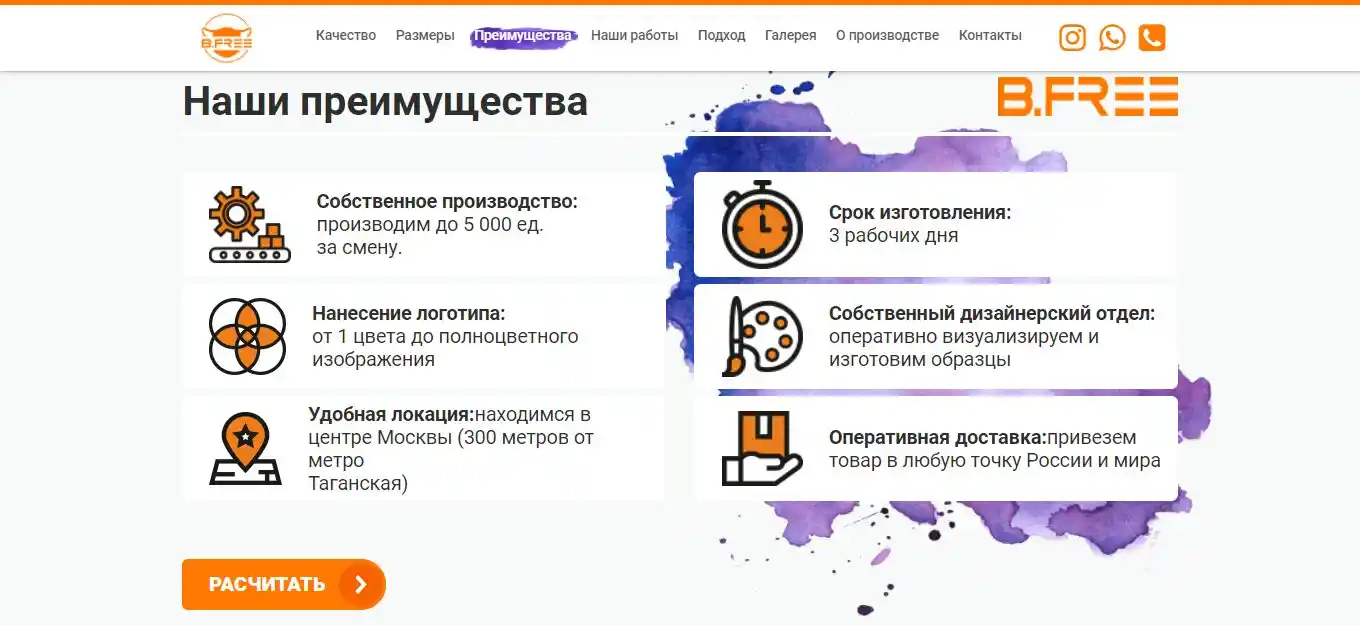 B.FREE
Качество Размеры Преимущества Наши работы Подход Галерея О производстве Контакты
Наши преимущества
B.FREE
Собственное производство:
производим до 5 000 ед.
за смену.
Срок изготовления:
3 рабочих дня
Нанесение логотипа:
от 1 цвета до полноцветного
изображения
Собственный дизайнерский отдел:
оперативно визуализируем и
изготовим образцы
Удобная локация:находимся в
центре Москвы (300 метров от
метро
Таганская)
Оперативная доставка:привезем
товар в любую точку России и мира
РАСЧИТАТЬ